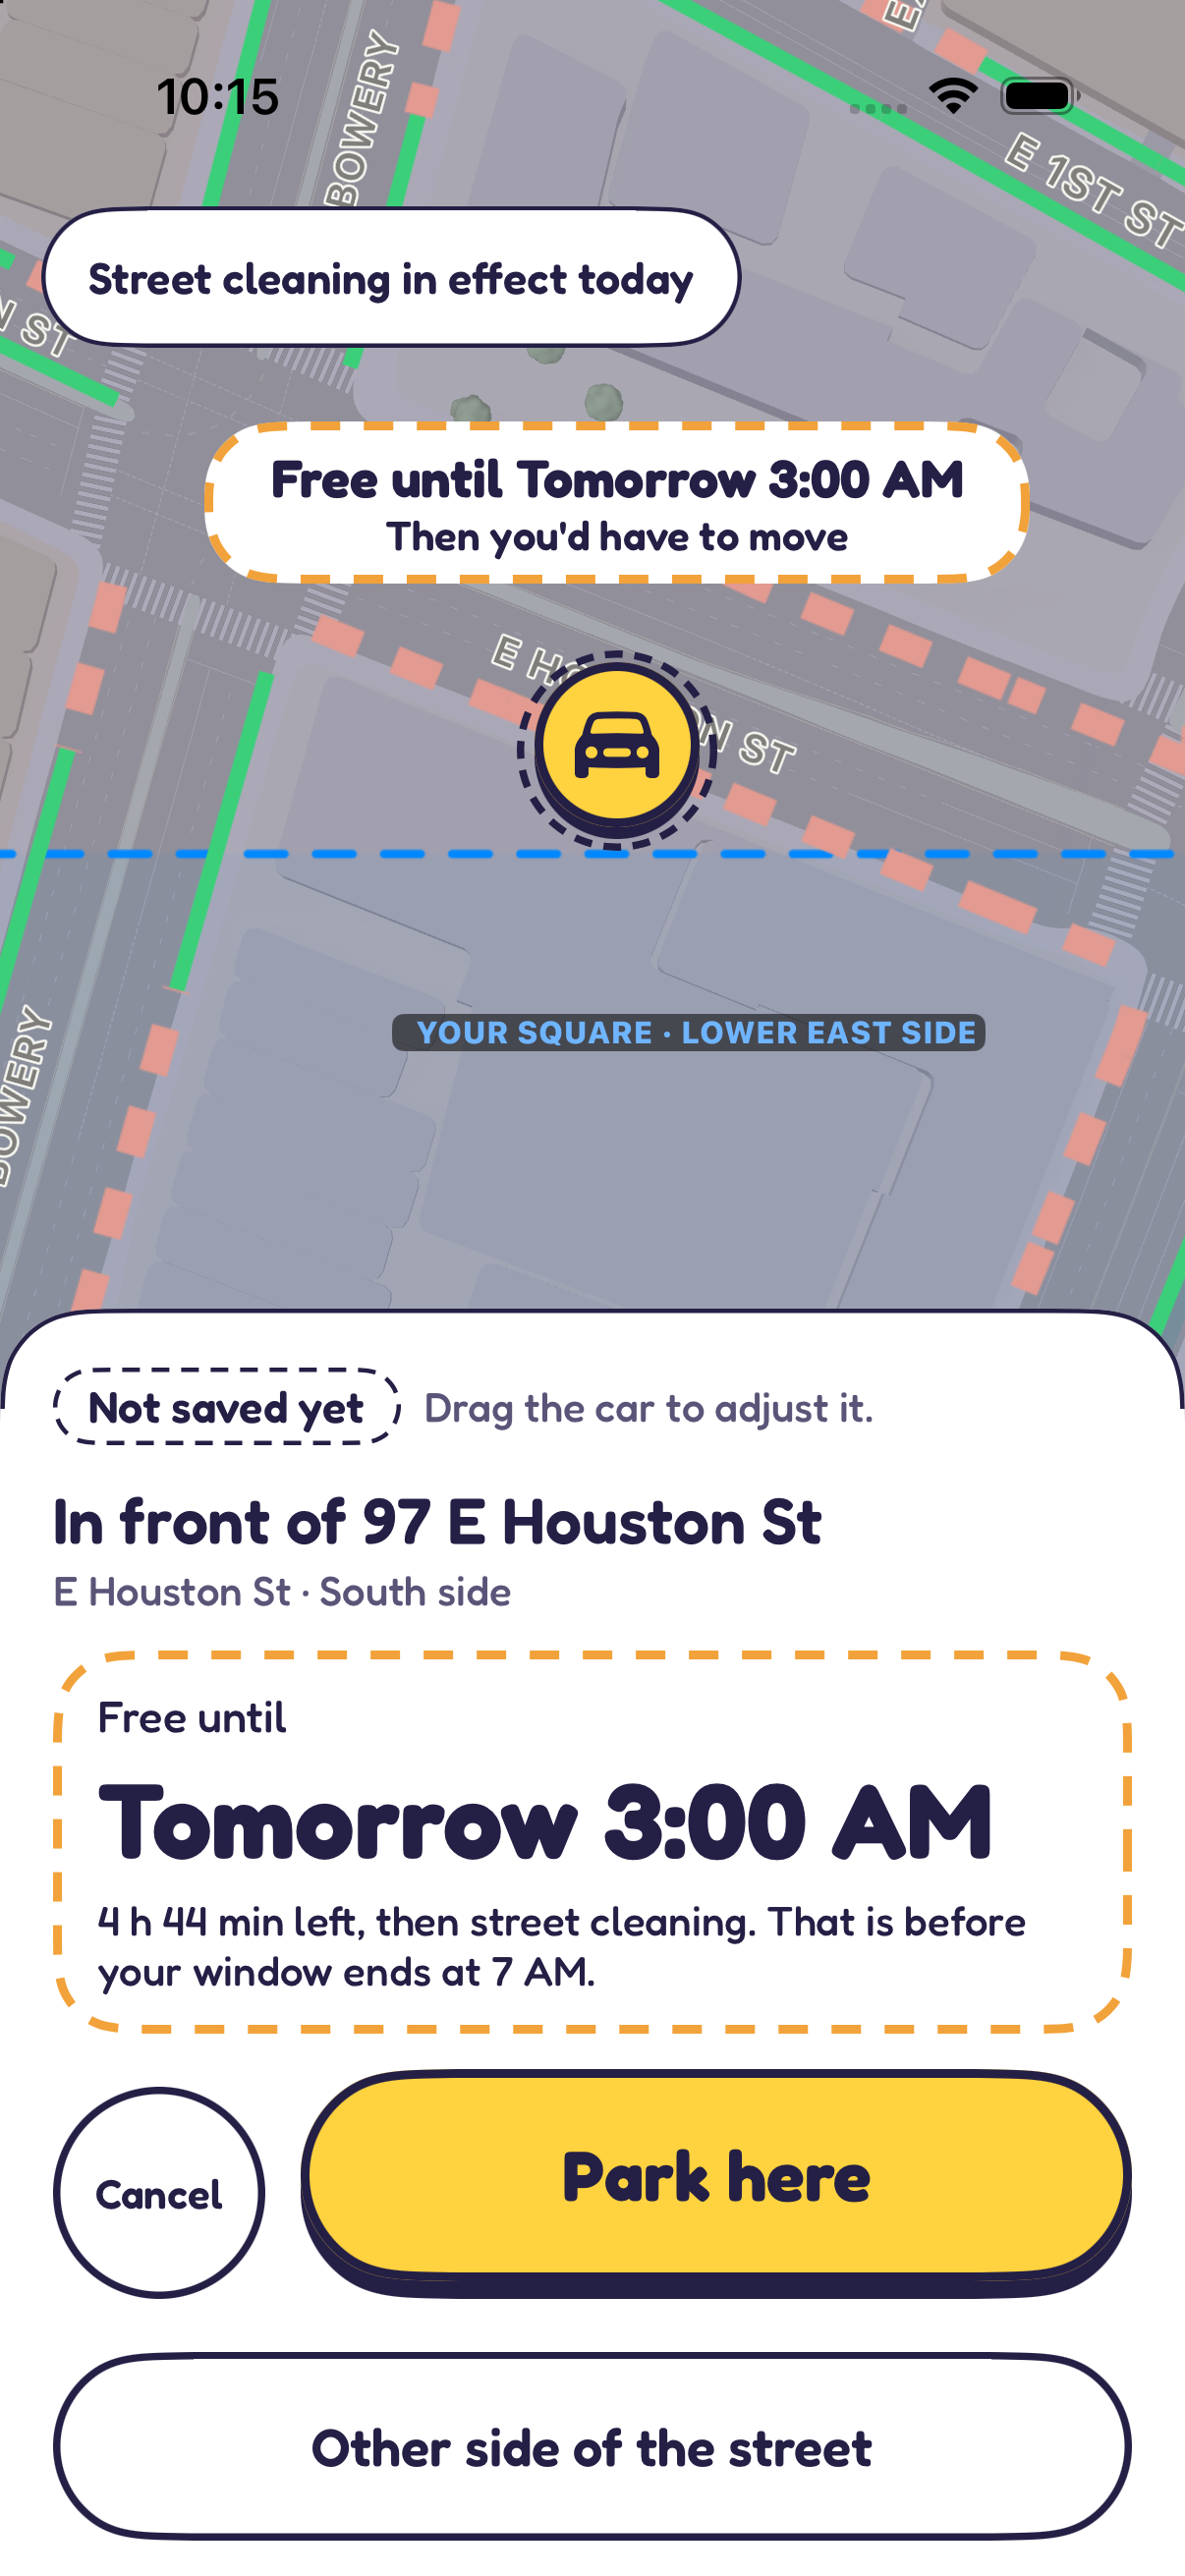 BOWERY
10:15
E 1ST ST
Street cleaning in effect today
N ST
Free until Tomorrow 3:00 AM
Then you'd have to move
YOUR SQUARE · LOWER EAST SIDE
BOWERY
Not saved yet
Drag the car to adjust it.
In front of 97 E Houston St
E Houston St · South side
Free until
Tomorrow 3:00 AM
4 h 44 min left, then street cleaning. That is before
your window ends at 7 AM.
Cancel
Park here
Other side of the street